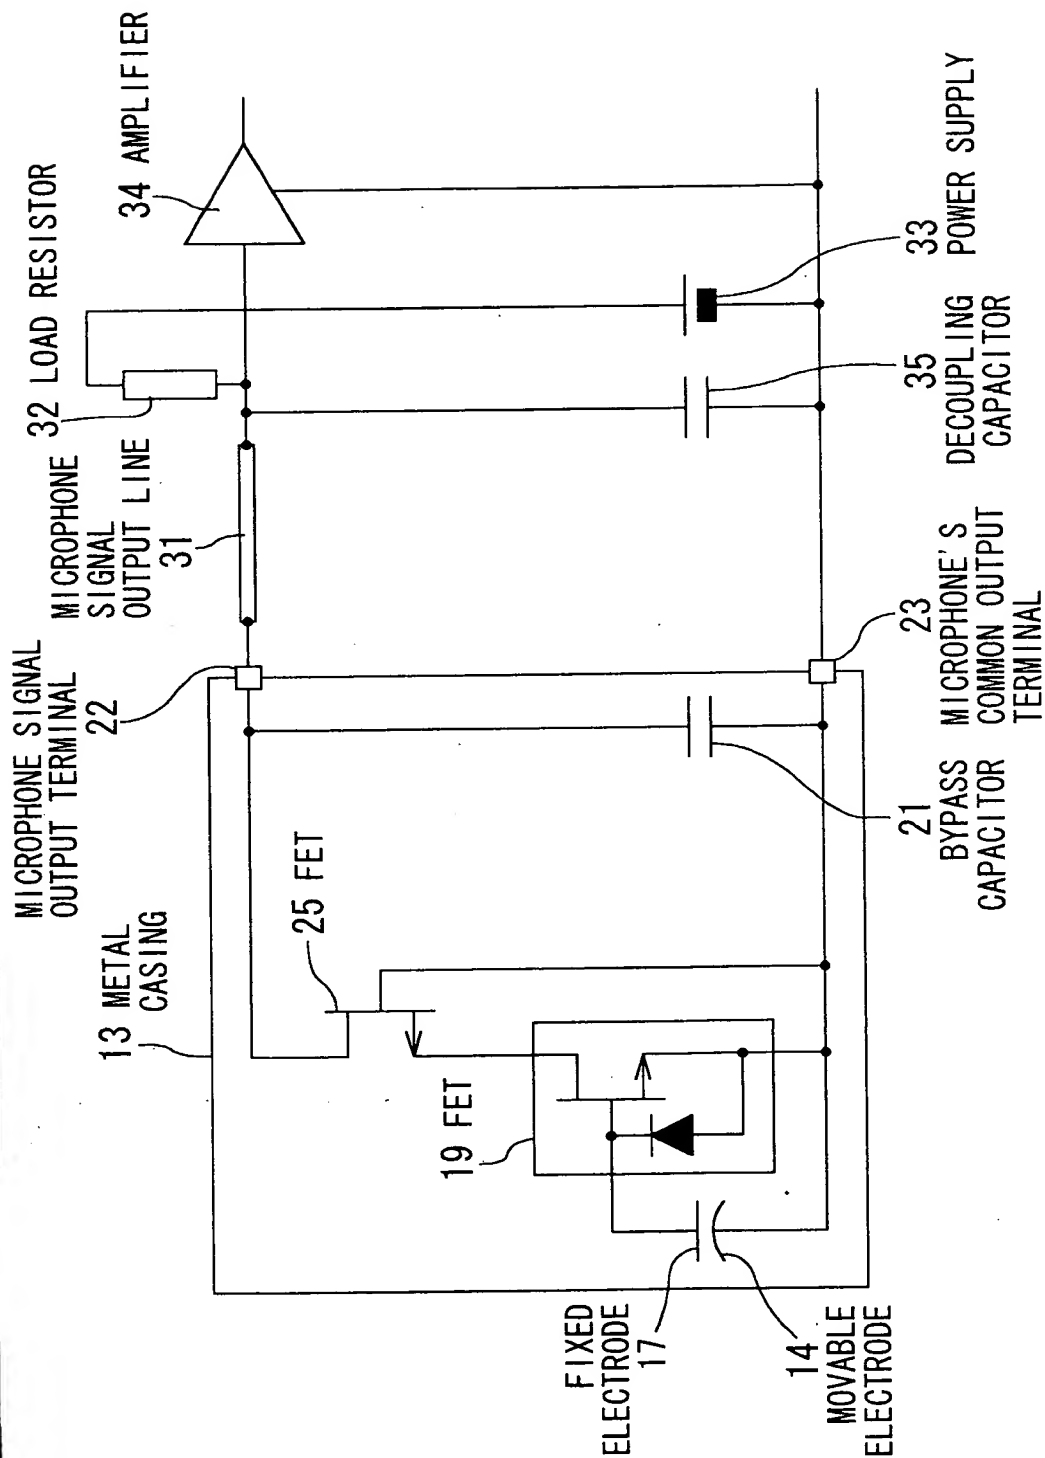 MICROPHONE SIGNAL
OUTPUT TERMINAL
22
MICROPHONE
SIGNAL
OUTPUT LINE
31
32 LOAD RESISTOR
34 AMPLIFIER
13 METAL
CASING
25 FET
19 FET
FIXED
ELECTRODE
17
14
MOVABLE
ELECTRODE
21
BYPASS
CAPACITOR
23
MICROPHONE'S
COMMON OUTPUT
TERMINAL
35
DECOUPLING
CAPACITOR
33
POWER SUPPLY